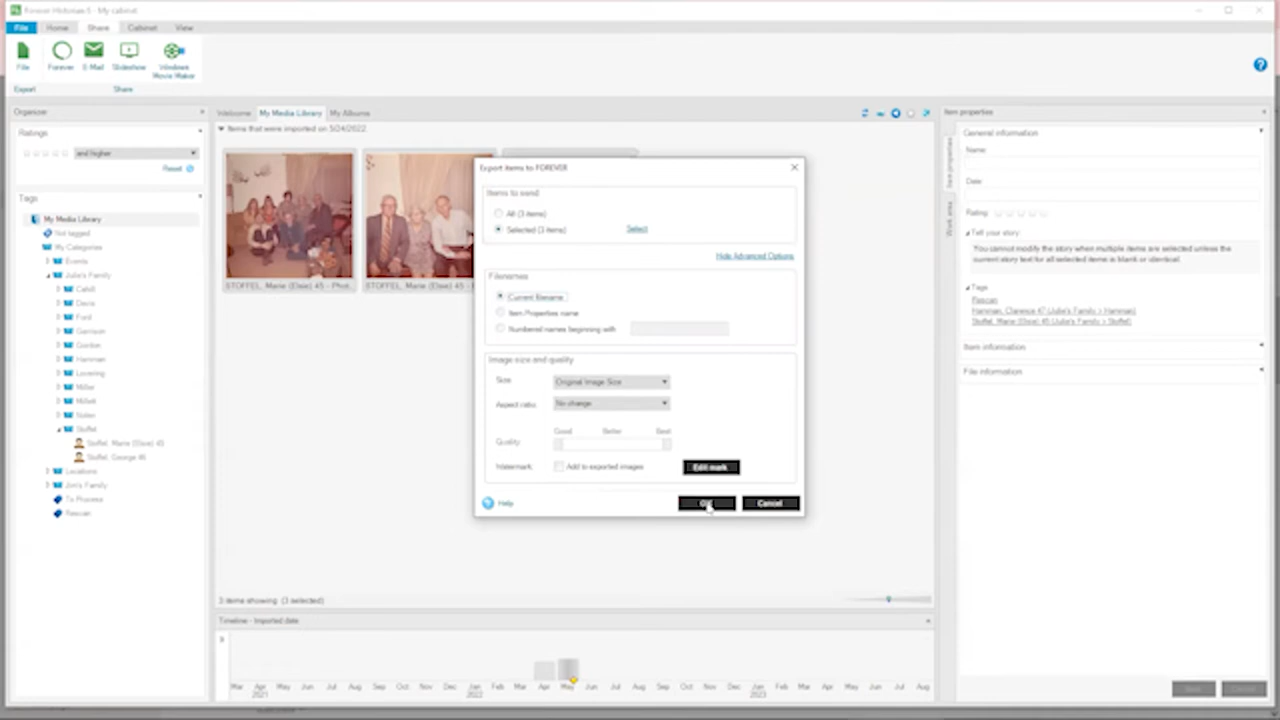 Forever Historian 5 - My cabinet
File Home Share Cabinet View
File Forever E-Mail Slideshow Windows Movie Maker
Export Share
Organizer
Ratings
and higher
Reset
Tags
My Media Library
Not tagged
My Categories
Events
Julie's Family
Cahill
Davis
Ford
Garrison
Gordon
Hamman
Lovering
Miller
Millett
Stoffel
Stoffel, Marie (Elsie) 45
Stoffel, George 46
Locations
Jim's Family
To Process
Rescan
Welcome My Media Library My Albums
Items that were imported on 5/24/2022
STOFFEL, Marie (Elsie) 45 - Phot...
STOFFEL, Marie (Elsie) 45 -
Export items to FOREVER
Items to send
All (3 items)
Selected (3 items) Select
Hide Advanced Options
Filenames
Current filename
Item Properties name
Numbered names beginning with
Image size and quality
Size: Original Image Size
Aspect ratio: No change
Good Better Best
Quality:
Watermark: Add to exported images Edit mark
Help OK Cancel
3 items showing (3 selected)
Timeline - Imported date
3
Mar Apr May Jun Jul Aug Sep Oct Nov Dec Jan Feb Mar Apr May Jun Jul Aug Sep Oct Nov Dec Jan Feb Mar Apr May Jun Jul Aug
2021 2022 2023
Item properties
Item properties
Work area
General information
Name:
Date:
Rating:
Tell your story:
You cannot modify the story when multiple items are selected unless the
current story text for all selected items is blank or identical.
Tags
Rescan
Hamman, Clarence 47 (Julie's Family > Hamman)
Stoffel, Marie (Elsie) 45 (Julie's Family > Stoffel)
Item information
File information